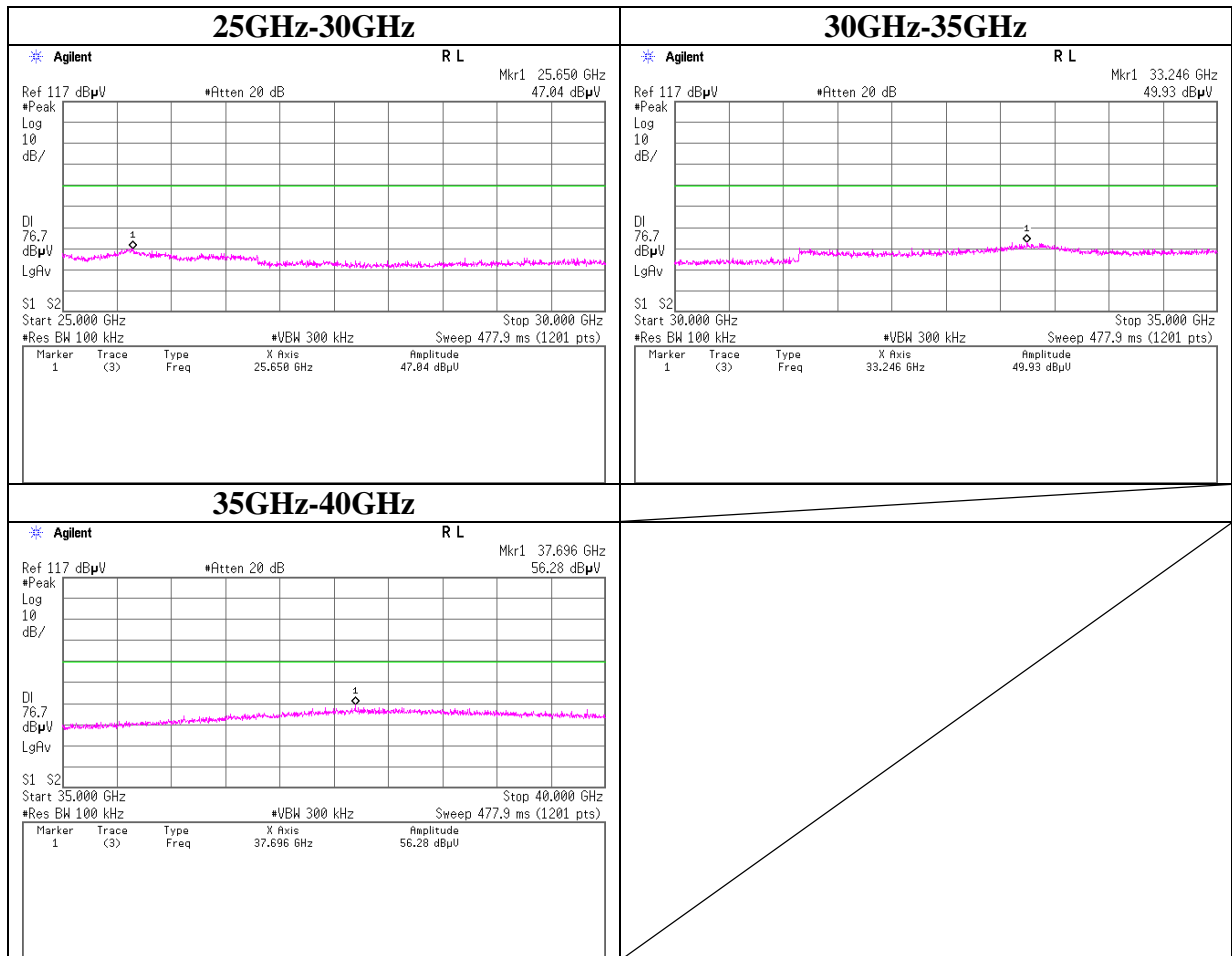 25GHz-30GHz
Agilent R L
Mkr1 25.650 GHz
Ref 117 dBµV #Atten 20 dB 47.04 dBµV
#Peak
Log
10
dB/
DI
76.7
dBµV
LgAv
1
S1 S2
Start 25.000 GHz Stop 30.000 GHz
#Res BW 100 kHz #VBW 300 kHz Sweep 477.9 ms (1201 pts)
Marker Trace Type X Axis Amplitude
1 (3) Freq 25.650 GHz 47.04 dBµV
30GHz-35GHz
Agilent R L
Mkr1 33.246 GHz
Ref 117 dBµV #Atten 20 dB 49.93 dBµV
#Peak
Log
10
dB/
DI
76.7
dBµV
LgAv
1
S1 S2
Start 30.000 GHz Stop 35.000 GHz
#Res BW 100 kHz #VBW 300 kHz Sweep 477.9 ms (1201 pts)
Marker Trace Type X Axis Amplitude
1 (3) Freq 33.246 GHz 49.93 dBµV
35GHz-40GHz
Agilent R L
Mkr1 37.696 GHz
Ref 117 dBµV #Atten 20 dB 56.28 dBµV
#Peak
Log
10
dB/
DI
76.7
dBµV
LgAv
1
S1 S2
Start 35.000 GHz Stop 40.000 GHz
#Res BW 100 kHz #VBW 300 kHz Sweep 477.9 ms (1201 pts)
Marker Trace Type X Axis Amplitude
1 (3) Freq 37.696 GHz 56.28 dBµV